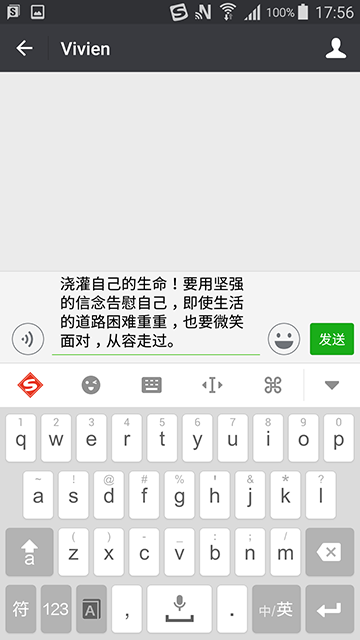 100% 17:56
Vivien
浇灌自己的生命！要用坚强
的信念告慰自己，即使生活
的道路困难重重，也要微笑
面对，从容走过。
发送
S
1 2 3 4 5 6 7 8 9 0
q w e r t y u i o p
~ ! @ # % ' & * ?
a s d f g h j k l
( ) - _ : ; /
a z x c v b n m
符 123 A , . 中/英